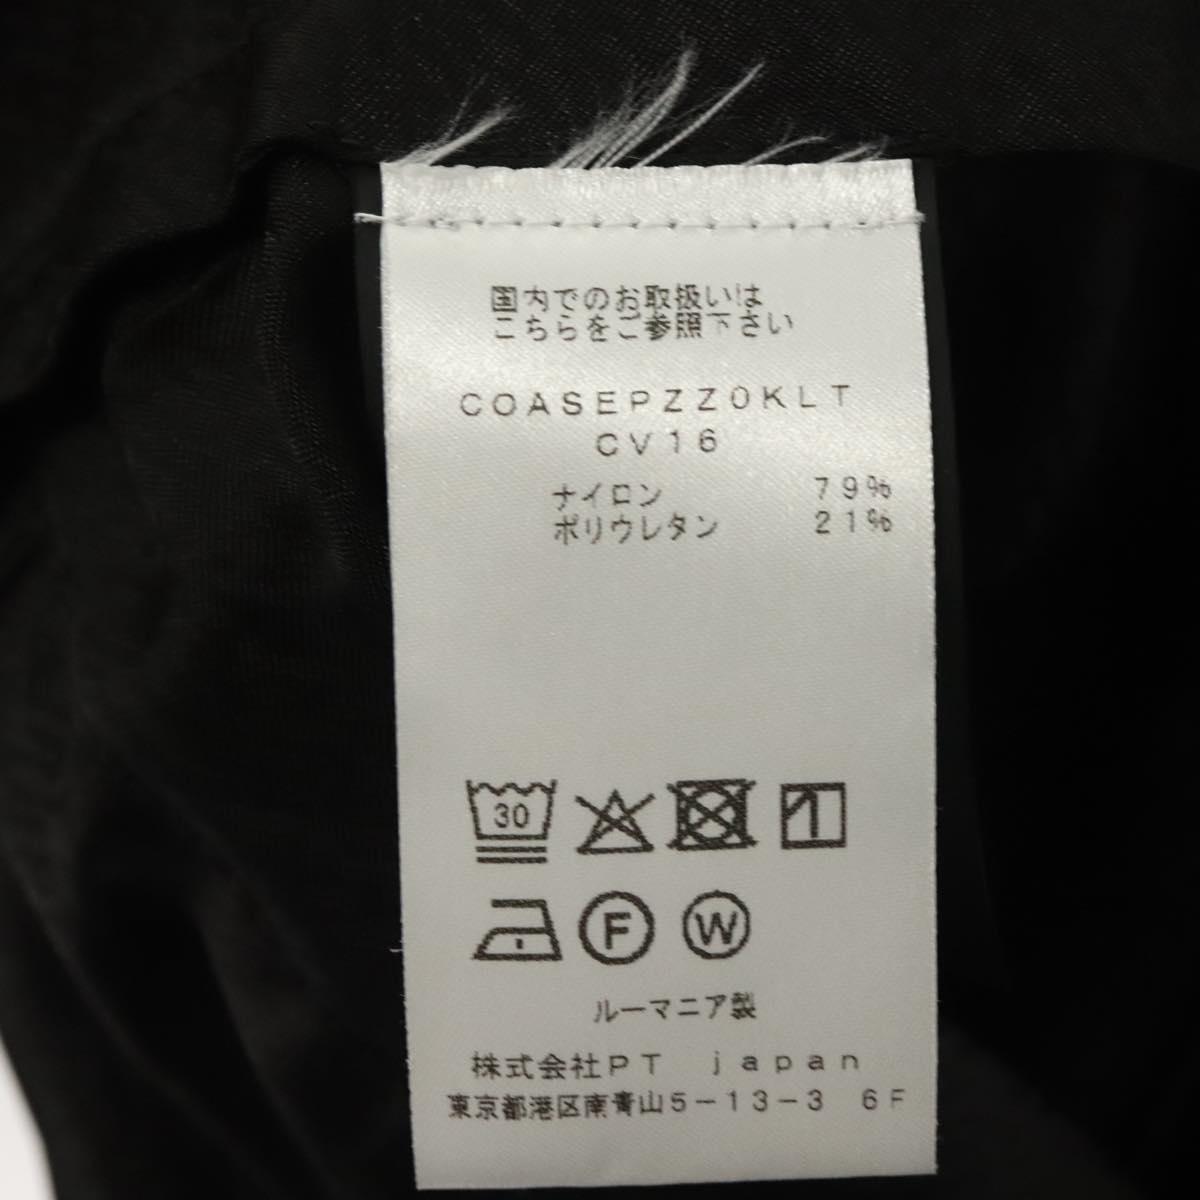 国内でのお取扱いは
こちらをご参照下さい
COASEPZZ0KLT
CV16
ナイロン 79%
ポリウレタン 21%
30
F W
ルーマニア製
株式会社PT japan
東京都港区南青山5-13-3 6F